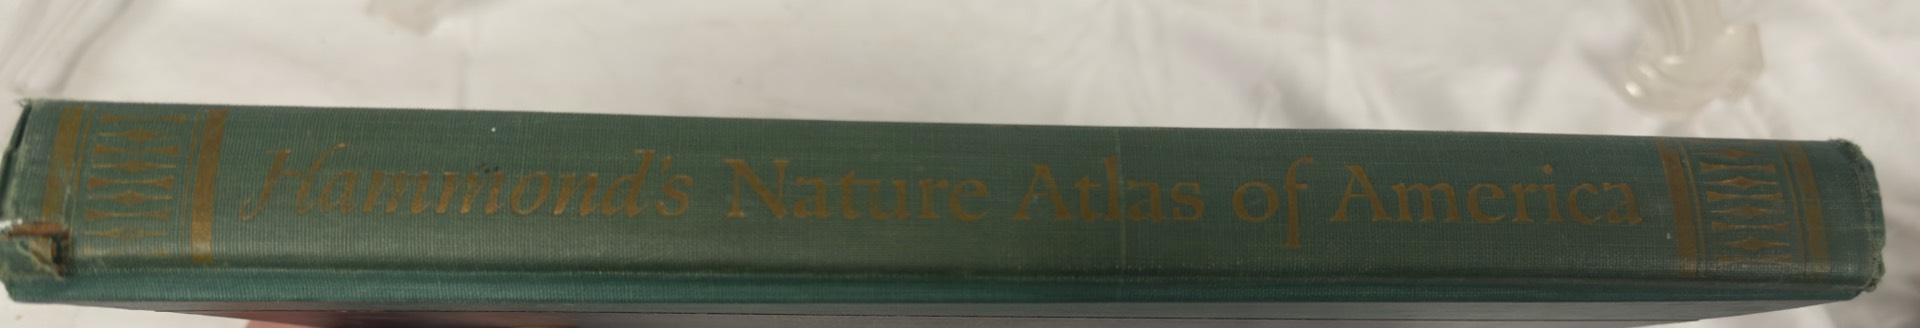 Hammond's Nature Atlas of America